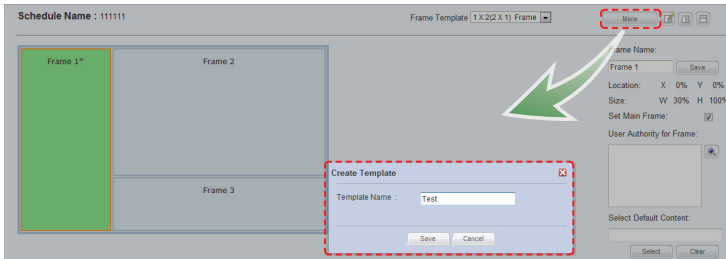 Schedule Name : 111111
Frame Template 1 X 2(2 X 1) Frame
More
Frame 1*
Frame 2
Frame 3
Frame Name:
Frame 1 Save
Location: X 0% Y 0%
Size: W 30% H 100%
Set Main Frame:
User Authority for Frame:
Select Default Content:
Select Clear
Create Template
Template Name : Test
Save Cancel